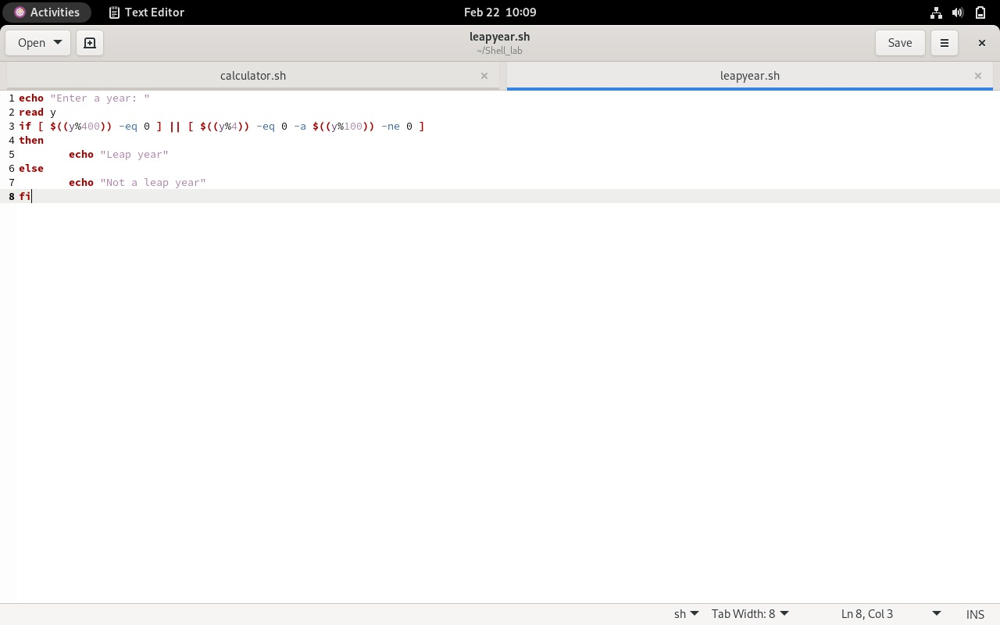 Activities Text Editor Feb 22 10:09
Open leapyear.sh Save
~/Shell_lab
calculator.sh leapyear.sh
1 echo "Enter a year: "
2 read y
3 if [ $((y%400)) -eq 0 ] || [ $((y%4)) -eq 0 -a $((y%100)) -ne 0 ]
4 then
5         echo "Leap year"
6 else
7         echo "Not a leap year"
8 fi
sh Tab Width: 8 Ln 8, Col 3 INS